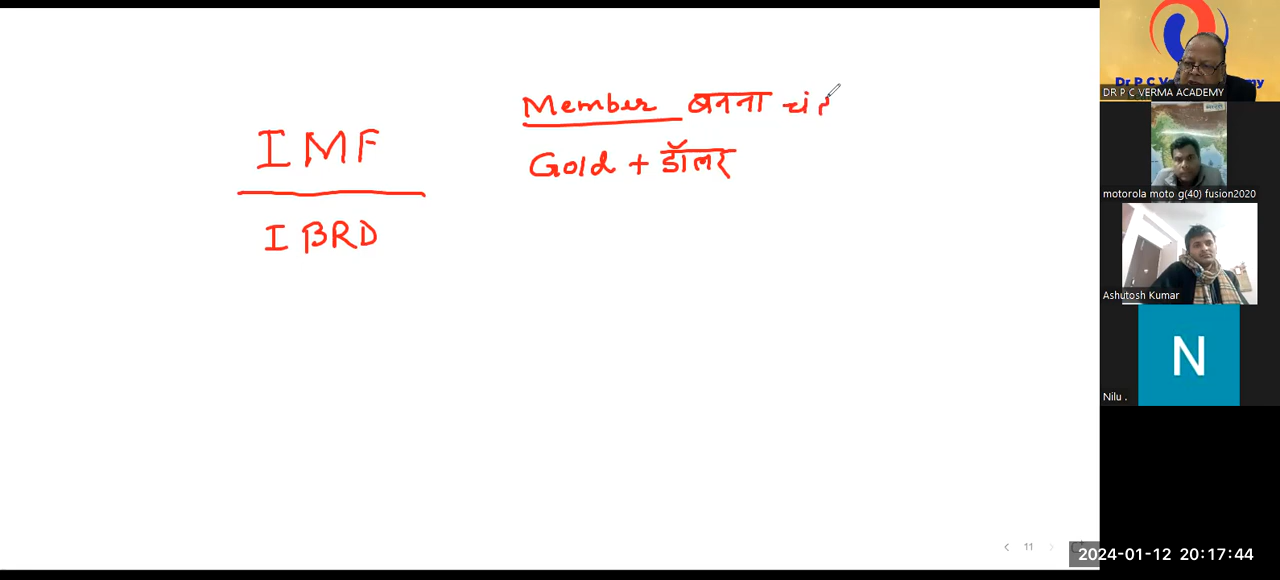 IMF
IBRD
Member बनना
Gold + डॉलर
DR P C VERMA ACADEMY
motorola moto g(40) fusion2020
Ashutosh Kumar
N
Nilu .
11
2024-01-12 20:17:44